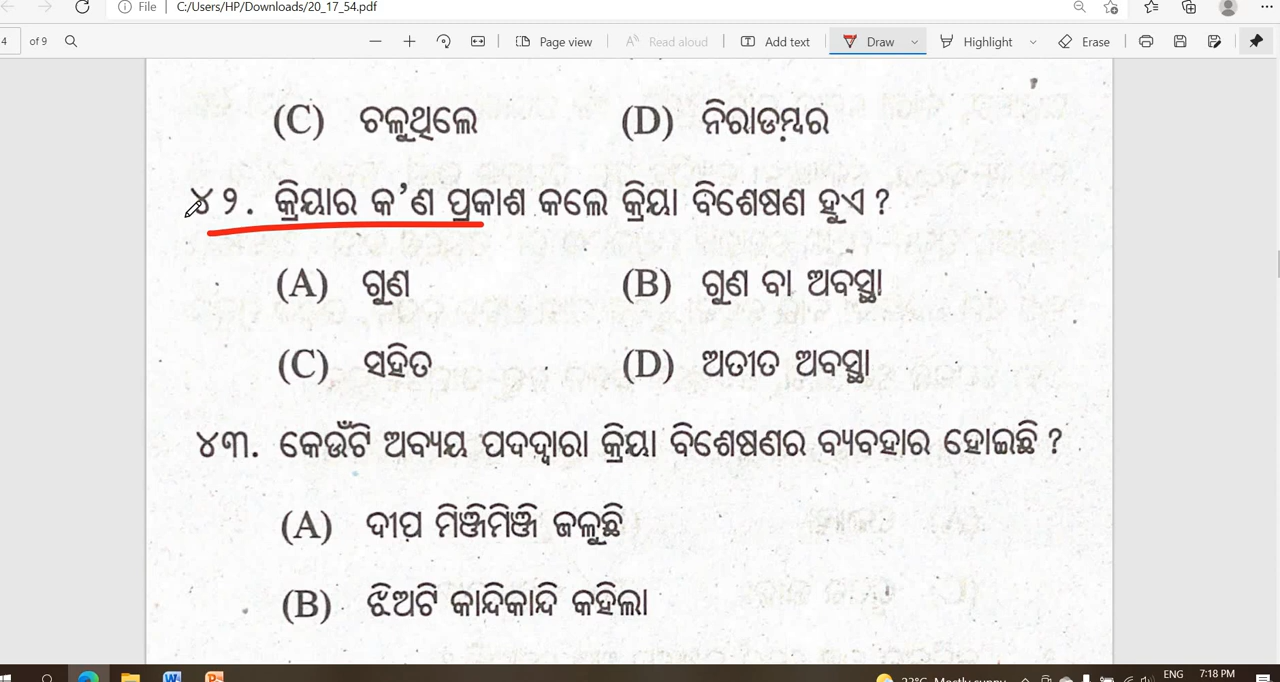 File | C:/Users/HP/Downloads/20_17_54.pdf
4 of 9 Page view Read aloud Add text Draw Highlight Erase
(C) ଚଳୁଥିଲେ (D) ନିରାଡମ୍ବର
୪୨. କ୍ରିୟାର କ'ଣ ପ୍ରକାଶ କଲେ କ୍ରିୟା ବିଶେଷଣ ହୁଏ ?
(A) ଗୁଣ (B) ଗୁଣ ବା ଅବସ୍ଥା
(C) ସହିତ (D) ଅତୀତ ଅବସ୍ଥା
୪୩. କେଉଁଟି ଅବ୍ୟୟ ପଦଦ୍ୱାରା କ୍ରିୟା ବିଶେଷଣର ବ୍ୟବହାର ହୋଇଛି ?
(A) ଦୀପ ମିଞ୍ଜିମିଞ୍ଜି ଜଳୁଛି
(B) ଝିଅଟି କାନ୍ଦିକାନ୍ଦି କହିଲା
ENG 7:18 PM